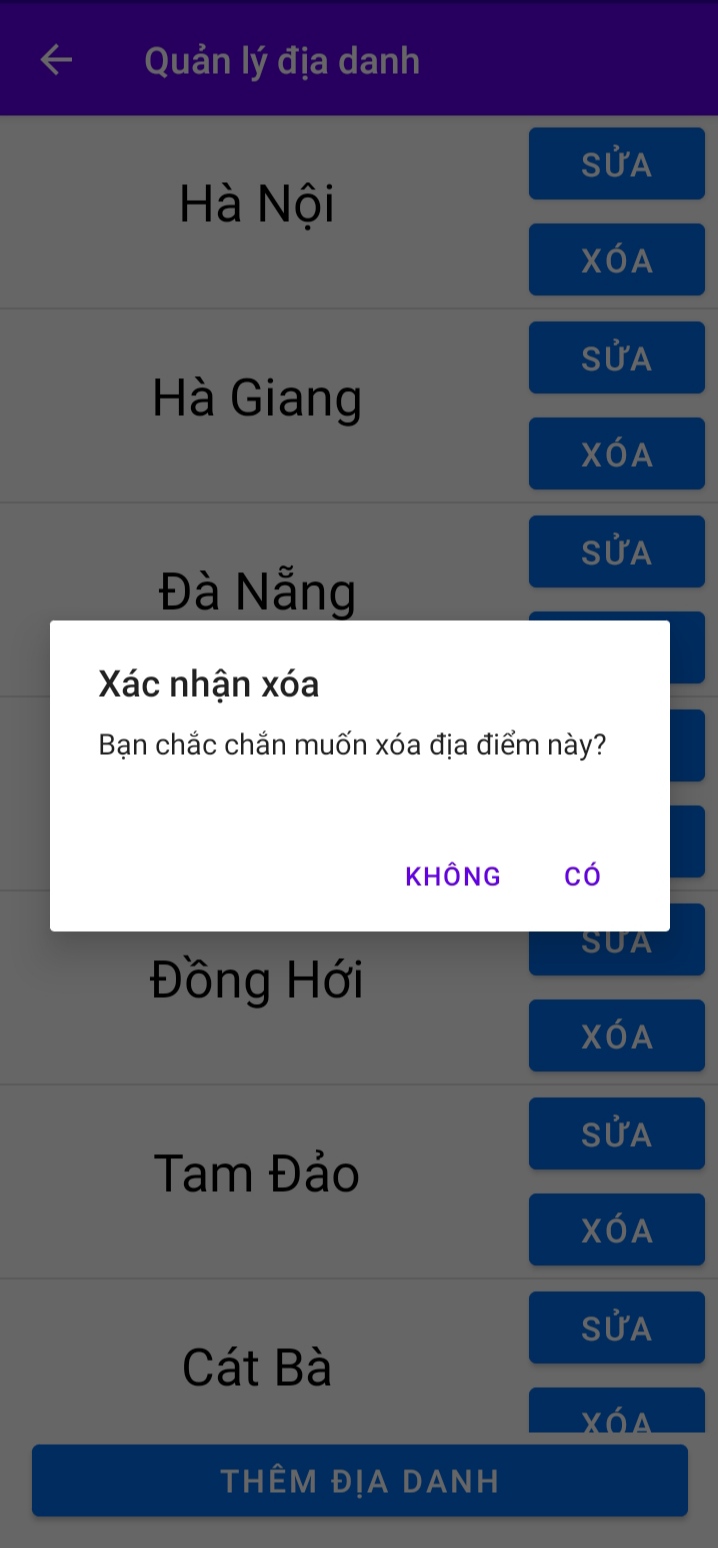 Quản lý địa danh
Hà Nội
SỬA
XÓA
Hà Giang
SỬA
XÓA
Đà Nẵng
SỬA
Xác nhận xóa
Bạn chắc chắn muốn xóa địa điểm này?
KHÔNG CÓ
Đồng Hới
SỬA
XÓA
Tam Đảo
SỬA
XÓA
Cát Bà
SỬA
XÓA
THÊM ĐỊA DANH